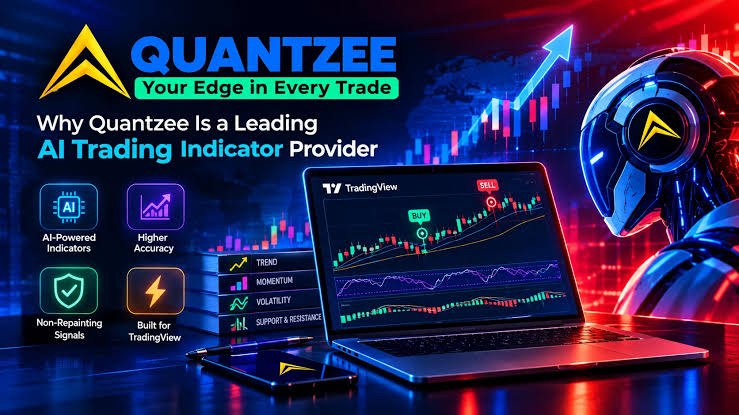 QUANTZEE
Your Edge in Every Trade
Why Quantzee Is a Leading
AI Trading Indicator Provider
AI
AI-Powered
Indicators
Higher
Accuracy
Non-Repainting
Signals
Built for
TradingView
TREND
MOMENTUM
VOLATILITY
SUPPORT & RESISTANCE
TradingView
BUY
SELL